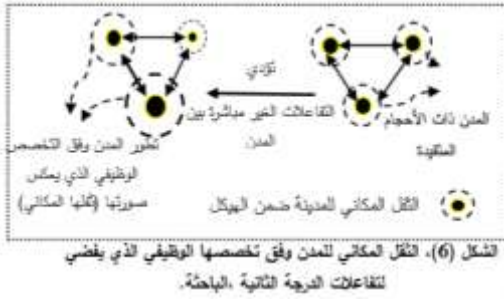 تؤدي
التفاعلات الغير مباشرة بين
المدن
المدن ذات الأحجام
المتقيدة
تطور المدن وفق التخصص
الوظيفي الذي يعكس
صورتها (ثقلها المكاني)
الثقل المكاني للمدينة ضمن الهيكل
الشكل (6)، الثقل المكاني للمدن وفق تخصصها الوظيفي الذي يفضي
لتفاعلات الدرجة الثانية ،الباحثة.